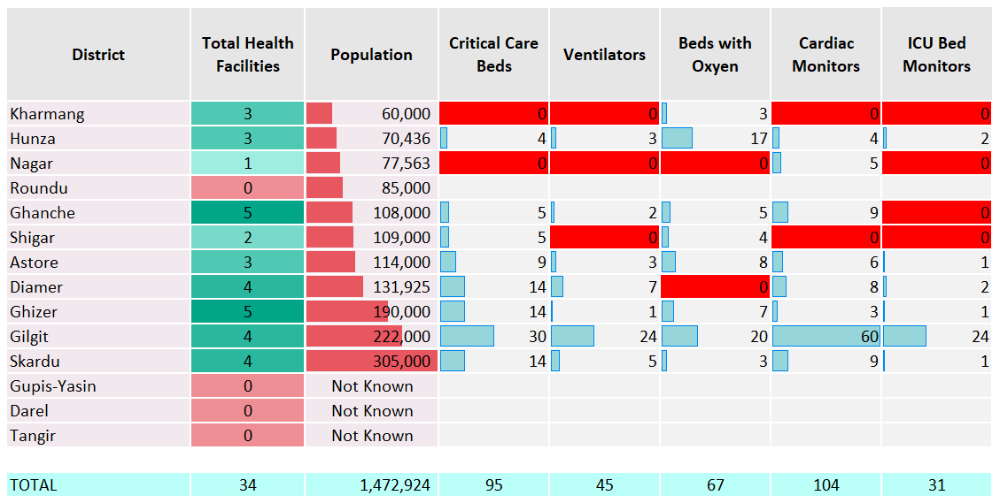 District Total Health Facilities Population Critical Care Beds Ventilators Beds with Oxyen Cardiac Monitors ICU Bed Monitors
Kharmang 3 60,000 0 0 3 0 0
Hunza 3 70,436 4 3 17 4 2
Nagar 1 77,563 0 0 0 5 0
Roundu 0 85,000
Ghanche 5 108,000 5 2 5 9 0
Shigar 2 109,000 5 0 4 0 0
Astore 3 114,000 9 3 8 6 1
Diamer 4 131,925 14 7 0 8 2
Ghizer 5 190,000 14 1 7 3 1
Gilgit 4 222,000 30 24 20 60 24
Skardu 4 305,000 14 5 3 9 1
Gupis-Yasin 0 Not Known
Darel 0 Not Known
Tangir 0 Not Known
TOTAL 34 1,472,924 95 45 67 104 31